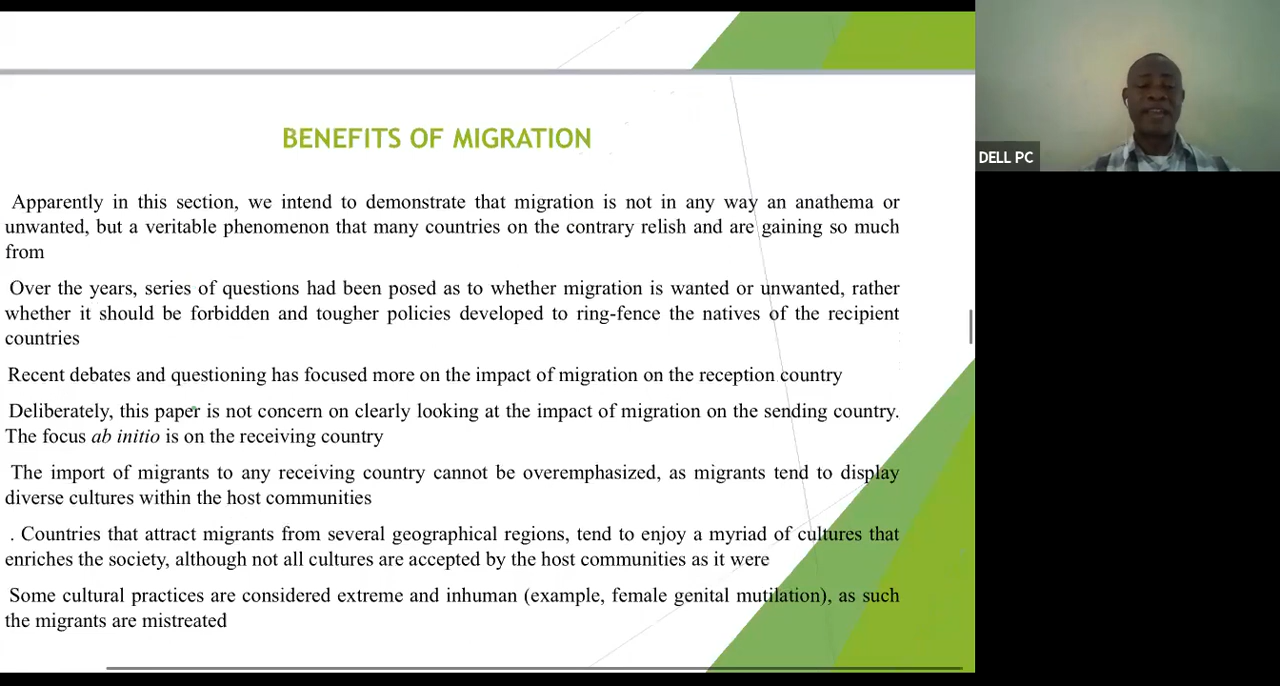 BENEFITS OF MIGRATION
Apparently in this section, we intend to demonstrate that migration is not in any way an anathema or
unwanted, but a veritable phenomenon that many countries on the contrary relish and are gaining so much
from
Over the years, series of questions had been posed as to whether migration is wanted or unwanted, rather
whether it should be forbidden and tougher policies developed to ring-fence the natives of the recipient
countries
Recent debates and questioning has focused more on the impact of migration on the reception country
Deliberately, this paper is not concern on clearly looking at the impact of migration on the sending country.
The focus ab initio is on the receiving country
The import of migrants to any receiving country cannot be overemphasized, as migrants tend to display
diverse cultures within the host communities
. Countries that attract migrants from several geographical regions, tend to enjoy a myriad of cultures that
enriches the society, although not all cultures are accepted by the host communities as it were
Some cultural practices are considered extreme and inhuman (example, female genital mutilation), as such
the migrants are mistreated
DELL PC